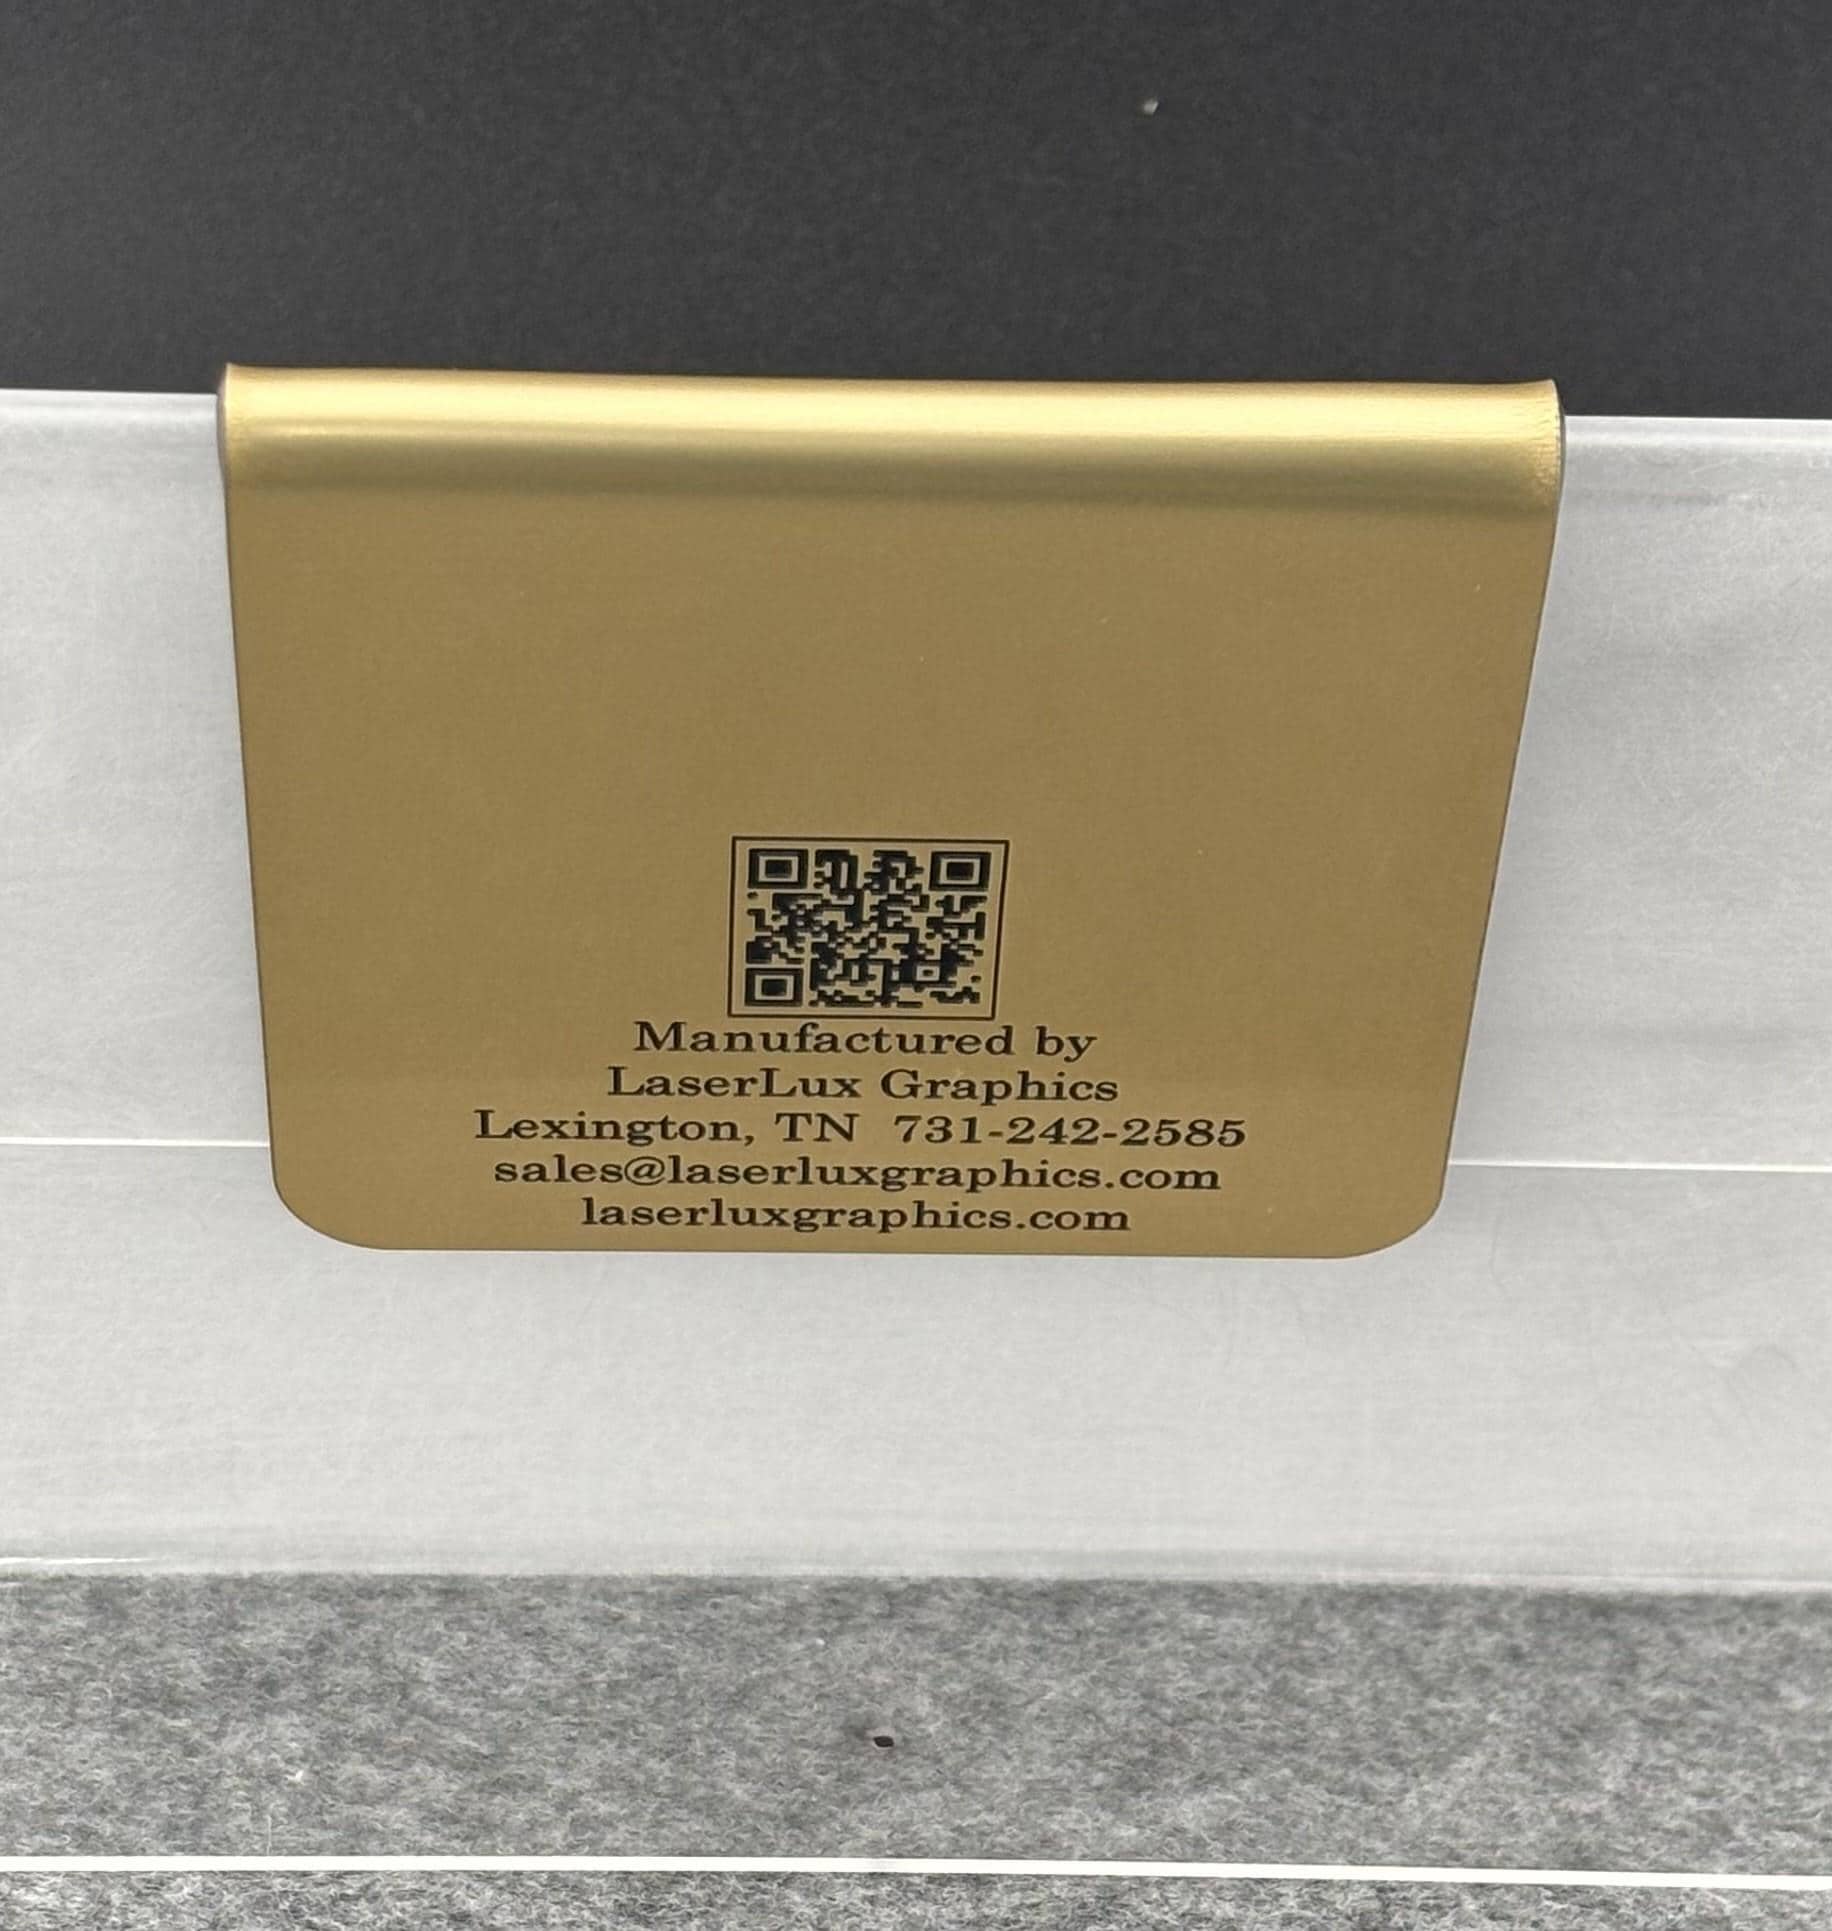 Manufactured by
LaserLux Graphics
Lexington, TN 731-242-2585
sales@laserluxgraphics.com
laserluxgraphics.com